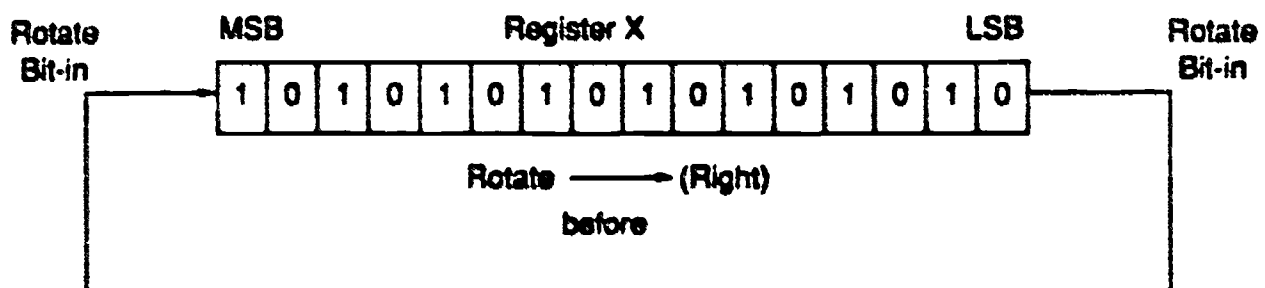 Rotate Bit-in
MSB Register X LSB
Rotate Bit-in
1 0 1 0 1 0 1 0 1 0 1 0 1 0 1 0
Rotate (Right)
before